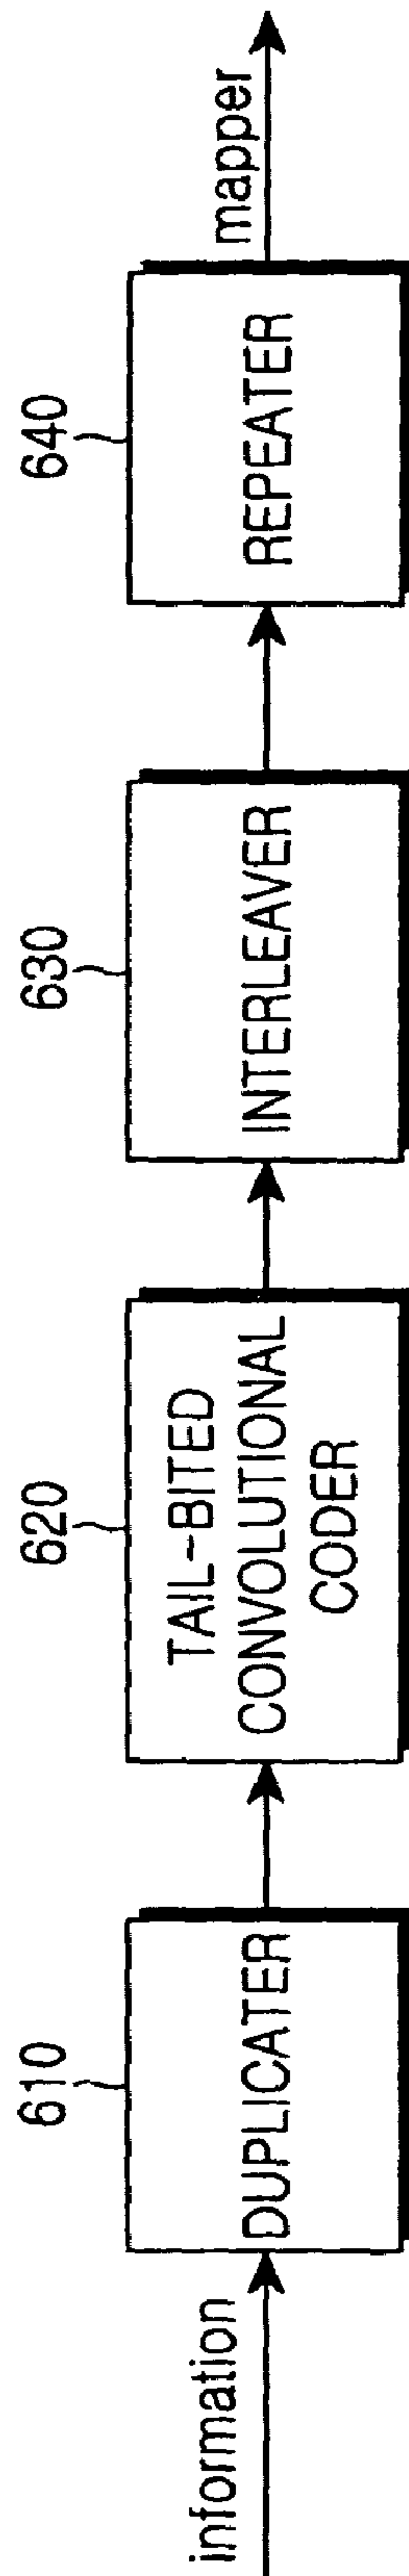 information
610
DUPLICATER
620
TAIL-BITED
CONVOLUTIONAL
CODER
630
INTERLEAVER
640
REPEATER
mapper